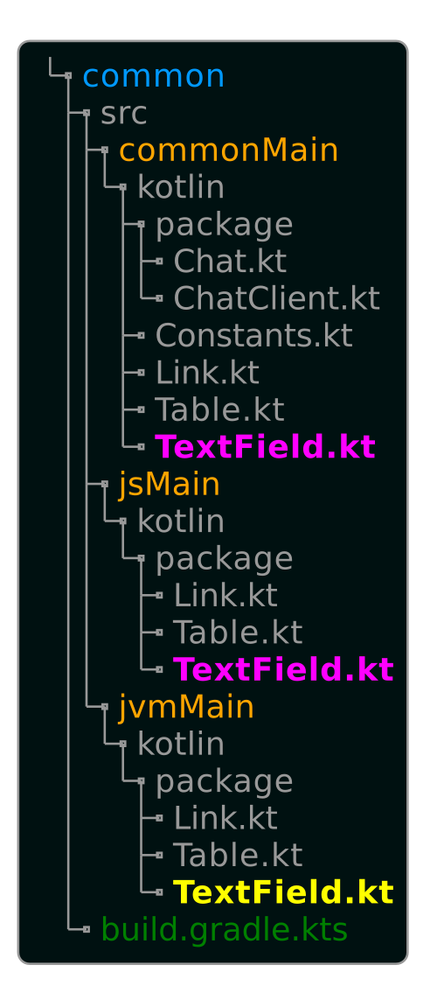 common
src
commonMain
kotlin
package
Chat.kt
ChatClient.kt
Constants.kt
Link.kt
Table.kt
TextField.kt
jsMain
kotlin
package
Link.kt
Table.kt
TextField.kt
jvmMain
kotlin
package
Link.kt
Table.kt
TextField.kt
build.gradle.kts